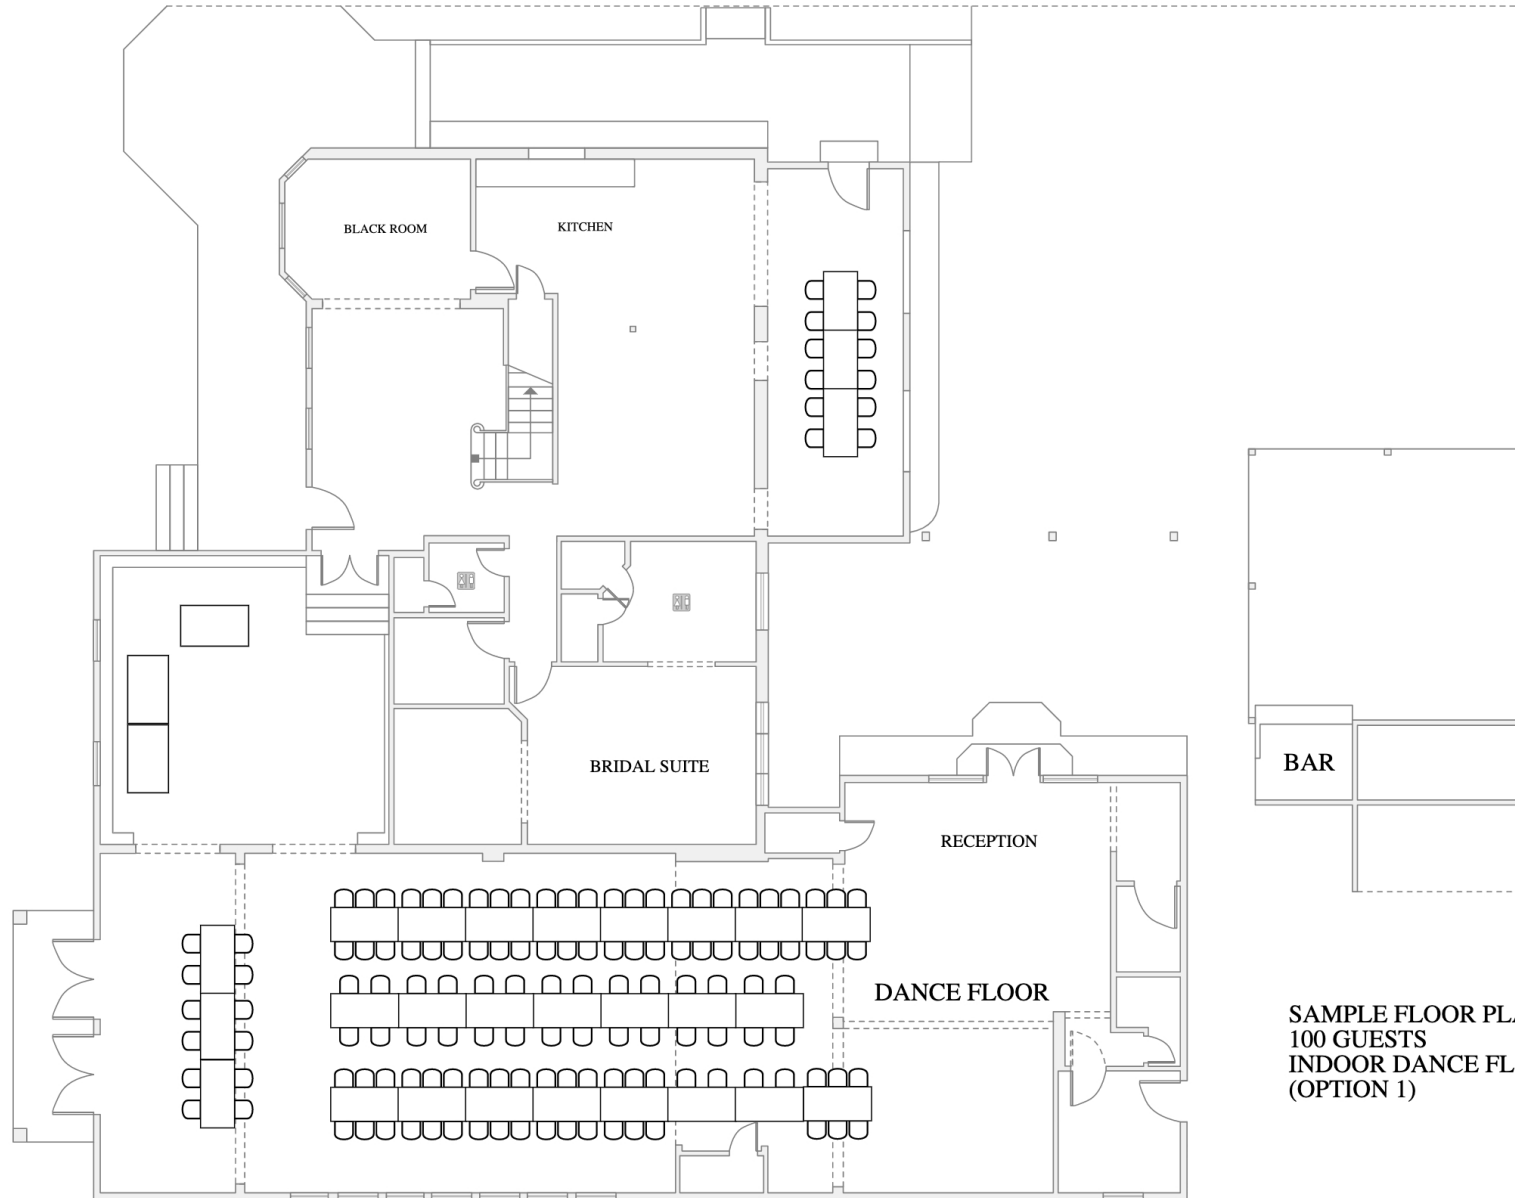 BLACK ROOM
KITCHEN
BRIDAL SUITE
BAR
RECEPTION
DANCE FLOOR
SAMPLE FLOOR
100 GUESTS
INDOOR DANCE
(OPTION 1)